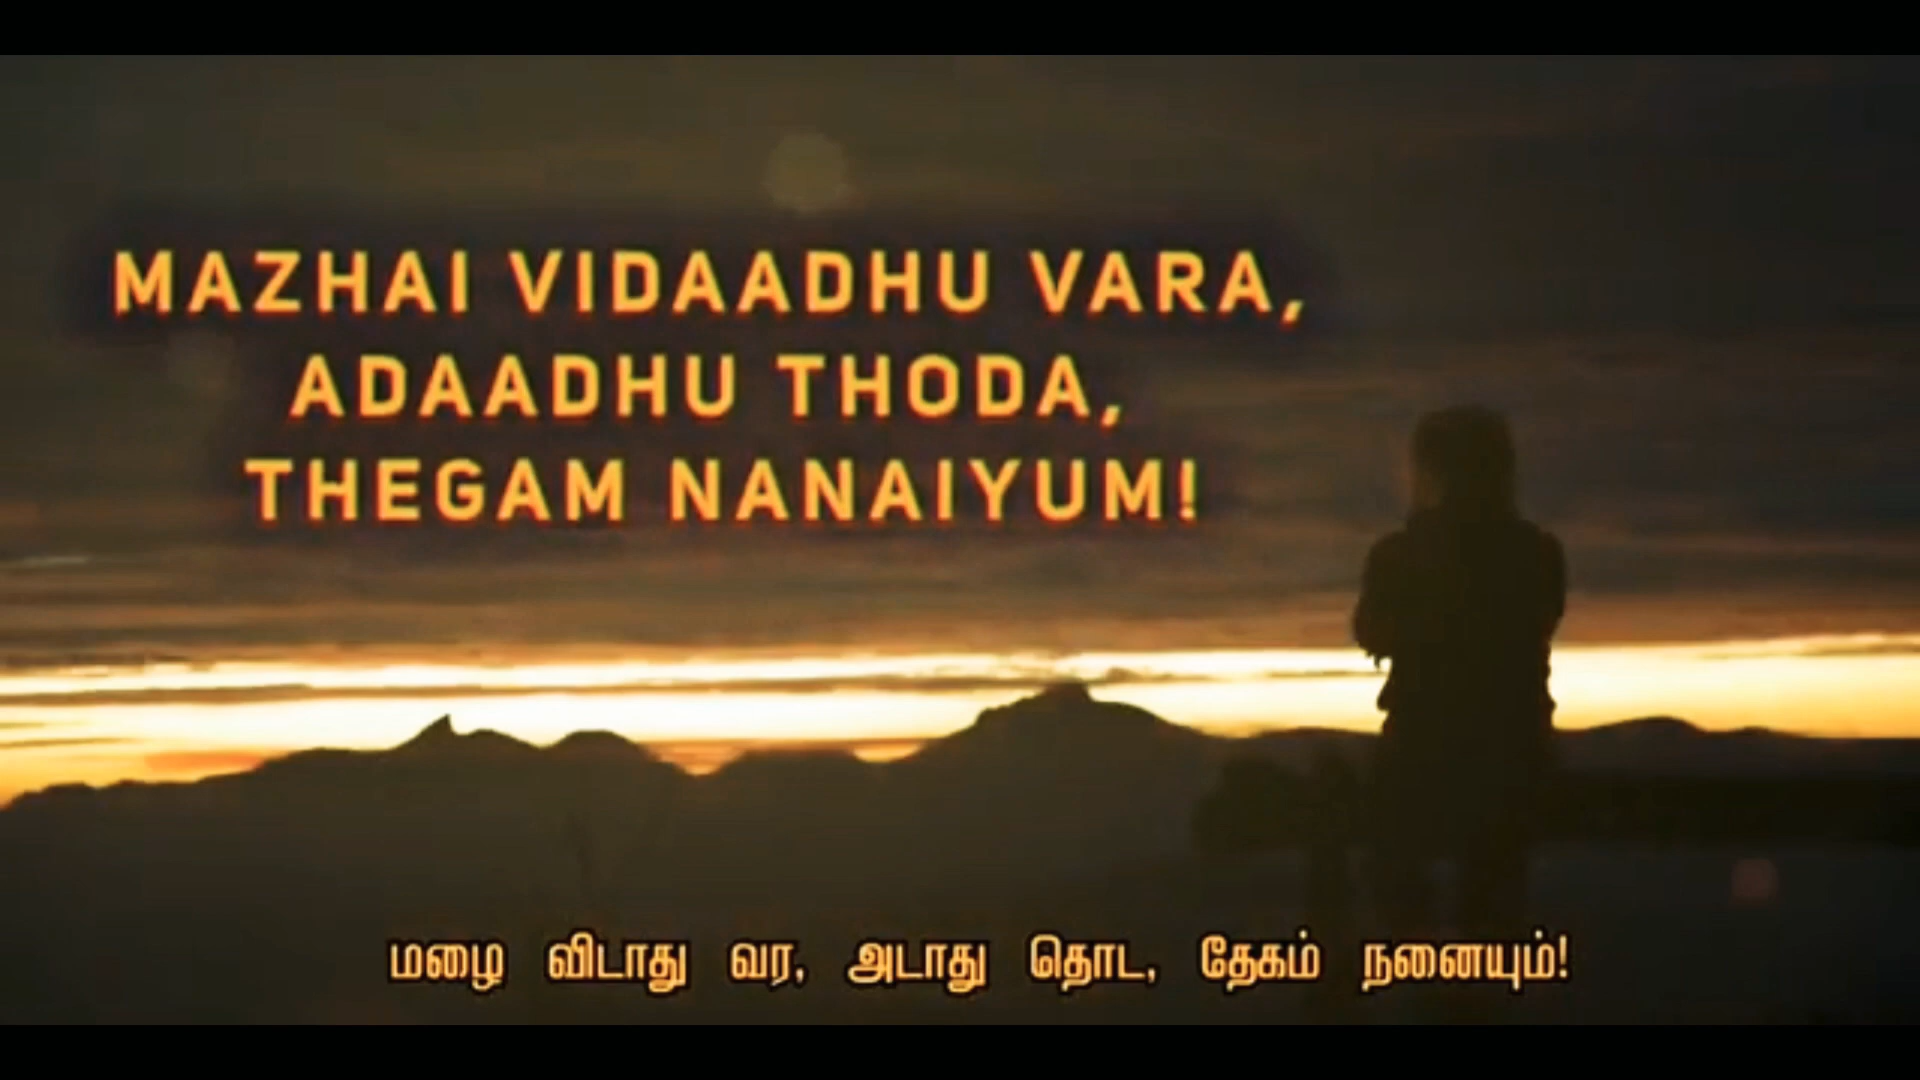 MAZHAI VIDAADHU VARA,
ADAADHU THODA,
THEGAM NANAIYUM!
மழை விடாது வர, அடாது தொட, தேகம் நனையும்!